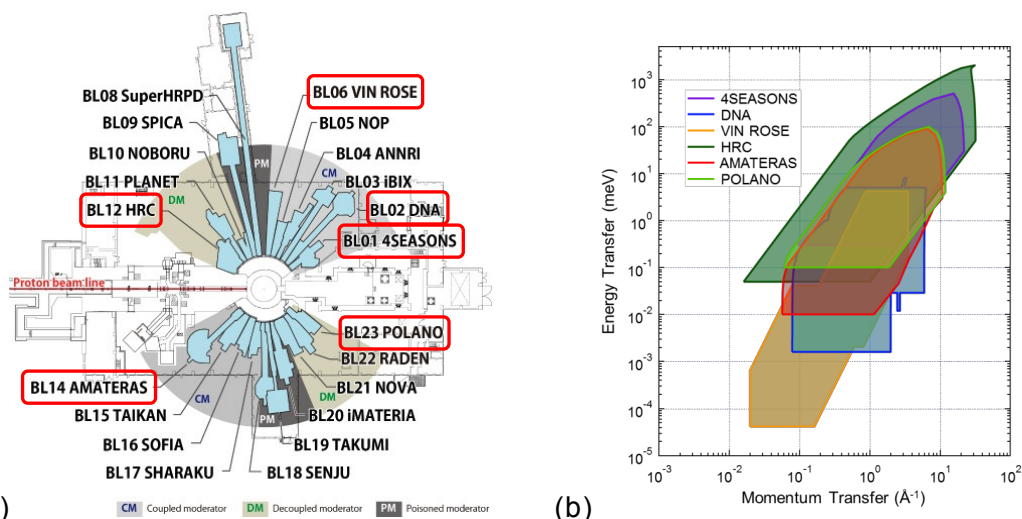 BL06 VIN ROSE
BL08 SuperHRPD
BL05 NOP
BL09 SPICA
PM
BL10 NOBORU
BL04 ANNRI
CM
BL11 PLANET
BL03 iBIX
DM
BL12 HRC
BL02 DNA
BL01 4SEASONS
Proton beam line
BL23 POLANO
BL22 RADEN
BL14 AMATERAS
BL21 NOVA
CM
DM
BL15 TAIKAN
BL20 iMATERIA
PM
BL16 SOFIA
BL19 TAKUMI
BL17 SHARAKU
BL18 SENJU
)
CM Coupled moderator
DM Decoupled moderator
PM Poisoned moderator
(b)
Energy Transfer (meV)
10³
10²
10¹
10⁰
10⁻¹
10⁻²
10⁻³
10⁻⁴
10⁻⁵
4SEASONS
DNA
VIN ROSE
HRC
AMATERAS
POLANO
10⁻³ 10⁻² 10⁻¹ 10⁰ 10¹ 10²
Momentum Transfer (Å⁻¹)